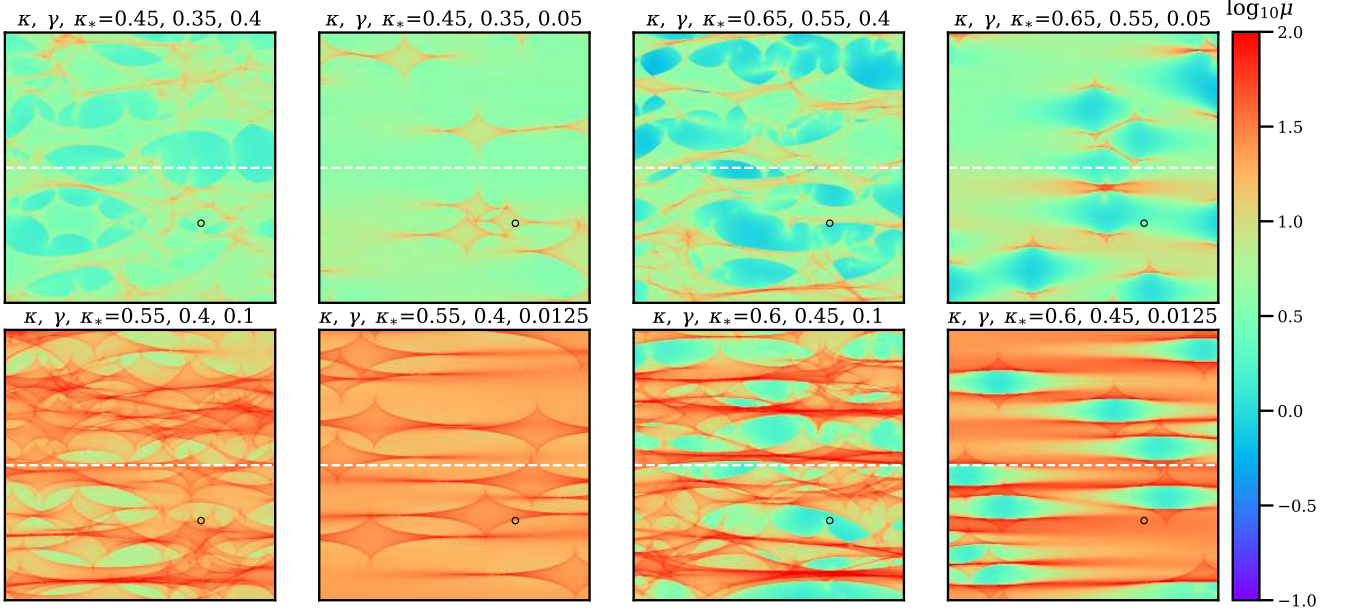 κ, γ, κ*=0.45, 0.35, 0.4
κ, γ, κ*=0.45, 0.35, 0.05
κ, γ, κ*=0.65, 0.55, 0.4
κ, γ, κ*=0.65, 0.55, 0.05
log₁₀μ
2.0
1.5
1.0
0.5
0.0
−0.5
−1.0
κ, γ, κ*=0.55, 0.4, 0.1
κ, γ, κ*=0.55, 0.4, 0.0125
κ, γ, κ*=0.6, 0.45, 0.1
κ, γ, κ*=0.6, 0.45, 0.0125